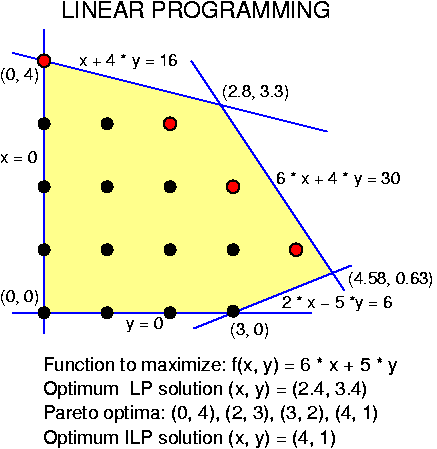 LINEAR PROGRAMMING
x + 4 * y = 16
(0, 4)
(2.8, 3.3)
x = 0
6 * x + 4 * y = 30
(4.58, 0.63)
(0, 0)
2 * x - 5 *y = 6
y = 0
(3, 0)
Function to maximize: f(x, y) = 6 * x + 5 * y
Optimum LP solution (x, y) = (2.4, 3.4)
Pareto optima: (0, 4), (2, 3), (3, 2), (4, 1)
Optimum ILP solution (x, y) = (4, 1)